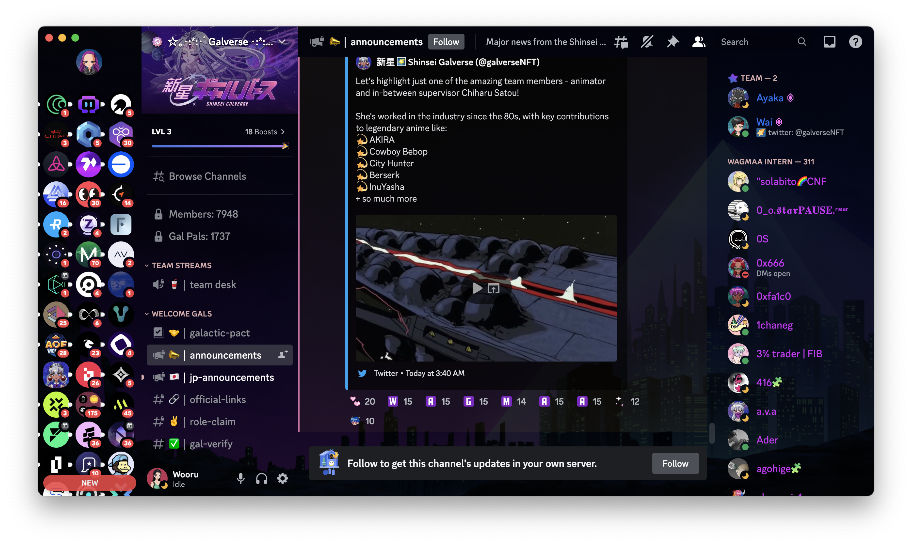 ☆。.:･:･ Galverse ･:*:･...
| announcements
Follow
Major news from the Shinsei ...
Search
新星
ギャルバース
SHINSEI GALVERSE
LVL 3
18 Boosts >
Browse Channels
Members: 7948
Gal Pals: 1737
TEAM STREAMS
| team desk
WELCOME GALS
| galactic-pact
| announcements
| jp-announcements
| official-links
| role-claim
| gal-verify
Wooru
Idle
NEW
新星 Shinsei Galverse (@galverseNFT)
Let's highlight just one of the amazing team members - animator
and in-between supervisor Chiharu Satou!
She's worked in the industry since the 80s, with key contributions
to legendary anime like:
AKIRA
Cowboy Bebop
City Hunter
Berserk
InuYasha
+ so much more
Twitter • Today at 3:40 AM
20 W 15 A 15 G 15 M 14 A 15 A 15 12
10
Follow to get this channel's updates in your own server.
Follow
TEAM — 2
Ayaka
Wai
twitter: @galverseNFT
WAGMAA INTERN — 311
"solabito🌈CNF
0_o.𝖘𝖙𝖆𝖗PAUSE.
0S
0x666
DMs open
0xfa1c0
1chaneg
3% trader | FIB
416
a.v.a
Ader
agohige